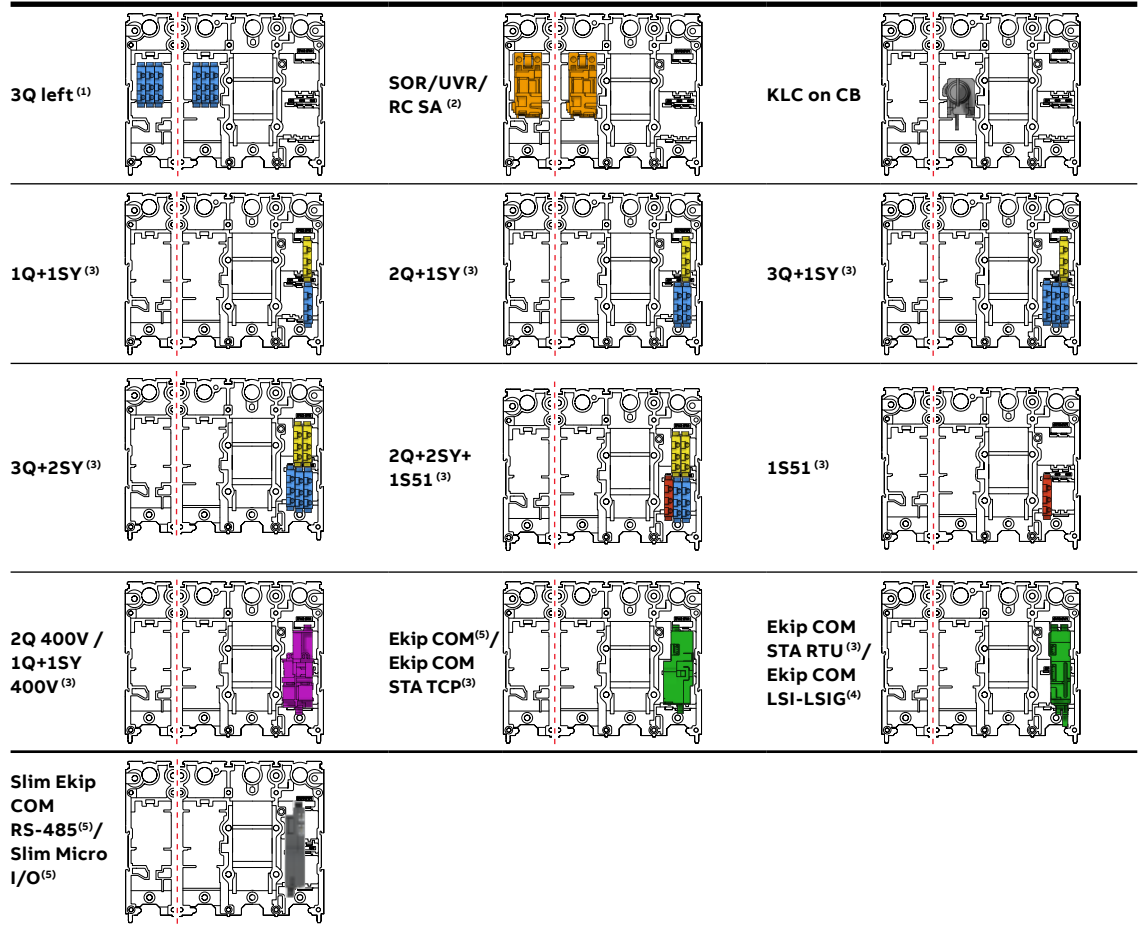 3Q left (1)
SOR/UVR/
RC SA (2)
KLC on CB
1Q+1SY (3)
2Q+1SY (3)
3Q+1SY (3)
3Q+2SY (3)
2Q+2SY+
1S51 (3)
1S51 (3)
2Q 400V /
1Q+1SY
400V (3)
Ekip COM(5)/
Ekip COM
STA TCP(3)
Ekip COM
STA RTU (3)/
Ekip COM
LSI-LSIG(4)
Slim Ekip
COM
RS-485(5)/
Slim Micro
I/O(5)